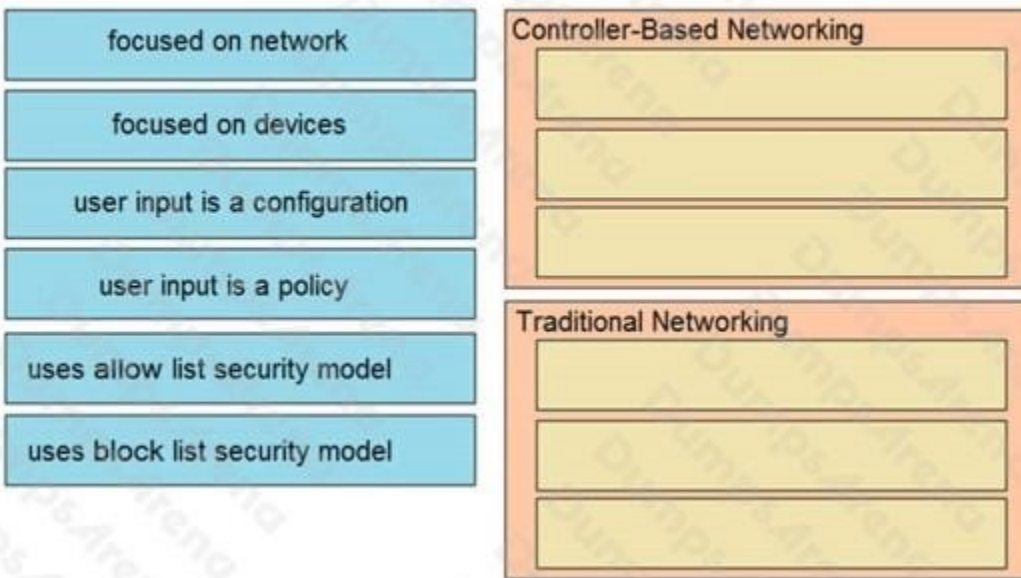 focused on network
focused on devices
user input is a configuration
user input is a policy
uses allow list security model
uses block list security model
Controller-Based Networking
Traditional Networking